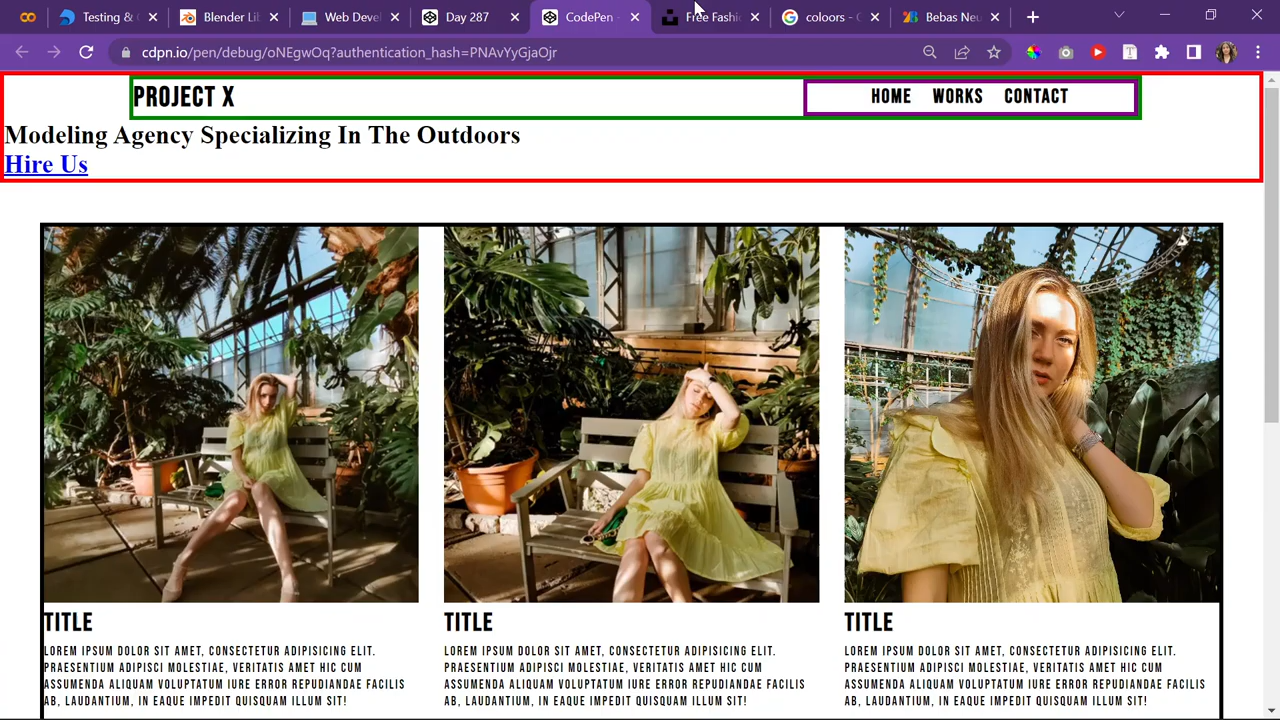 Testing &
Blender Lib
Web Deve
Day 287
CodePen
Free Fashi
coloors - G
Bebas Neu
cdpn.io/pen/debug/oNEgwOq?authentication_hash=PNAvYyGjaOjr
PROJECT X
HOME WORKS CONTACT
Modeling Agency Specializing In The Outdoors
Hire Us
TITLE
LOREM IPSUM DOLOR SIT AMET, CONSECTETUR ADIPISICING ELIT.
PRAESENTIUM ADIPISCI MOLESTIAE, VERITATIS AMET HIC CUM
ASSUMENDA ALIQUAM VOLUPTATUM IURE ERROR REPUDIANDAE FACILIS
AB, LAUDANTIUM, IN EAQUE IMPEDIT QUISQUAM ILLUM SIT!
TITLE
LOREM IPSUM DOLOR SIT AMET, CONSECTETUR ADIPISICING ELIT.
PRAESENTIUM ADIPISCI MOLESTIAE, VERITATIS AMET HIC CUM
ASSUMENDA ALIQUAM VOLUPTATUM IURE ERROR REPUDIANDAE FACILIS
AB, LAUDANTIUM, IN EAQUE IMPEDIT QUISQUAM ILLUM SIT!
TITLE
LOREM IPSUM DOLOR SIT AMET, CONSECTETUR ADIPISICING ELIT.
PRAESENTIUM ADIPISCI MOLESTIAE, VERITATIS AMET HIC CUM
ASSUMENDA ALIQUAM VOLUPTATUM IURE ERROR REPUDIANDAE FACILIS
AB, LAUDANTIUM, IN EAQUE IMPEDIT QUISQUAM ILLUM SIT!